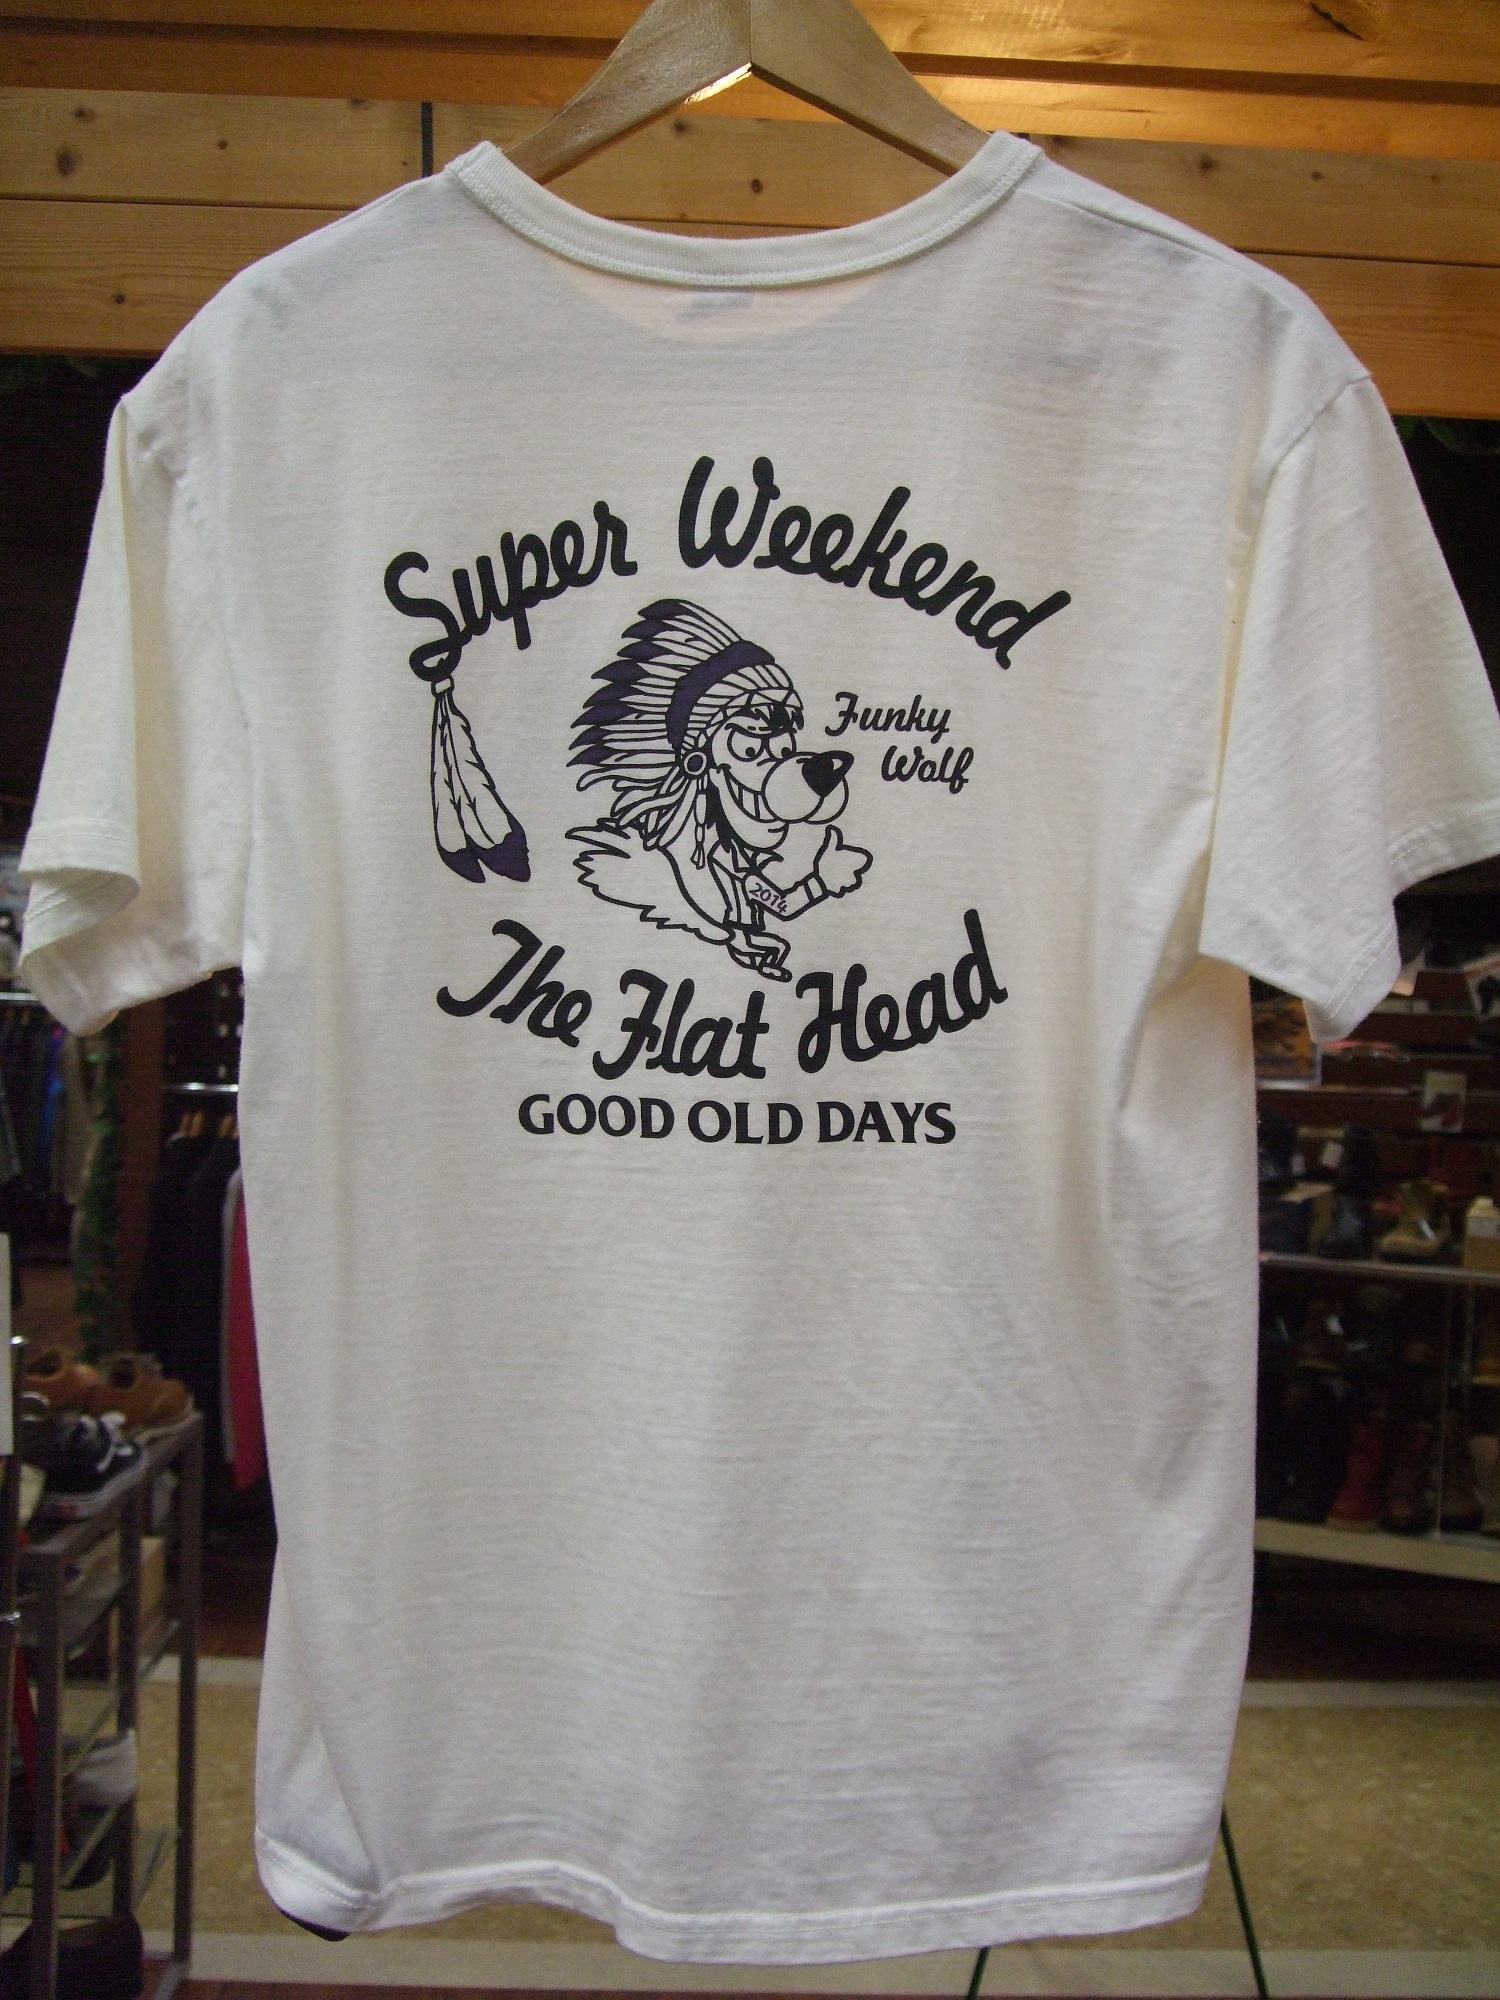 Super Weekend
Funky
Wolf
2014
The Flat Head
GOOD OLD DAYS